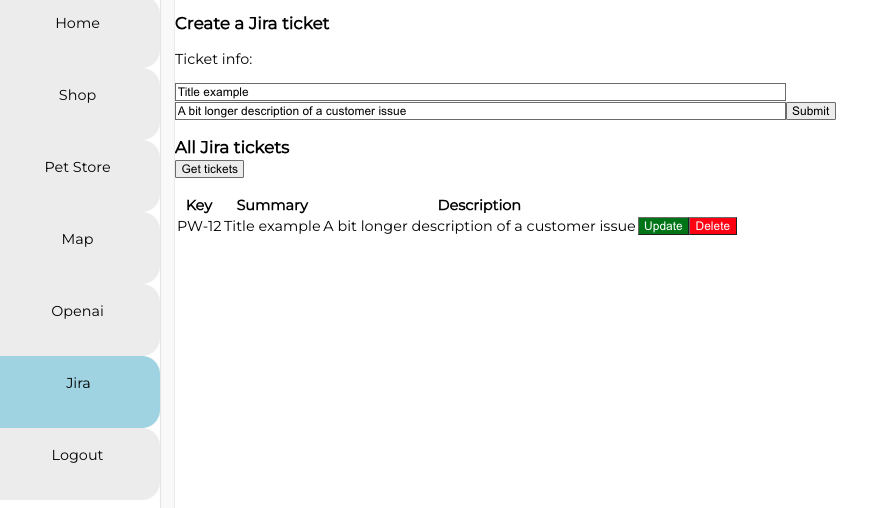 Home
Shop
Pet Store
Map
Openai
Jira
Logout
Create a Jira ticket
Ticket info:
Title example
A bit longer description of a customer issue Submit
All Jira tickets
Get tickets
Key Summary Description
PW-12 Title example A bit longer description of a customer issue Update Delete